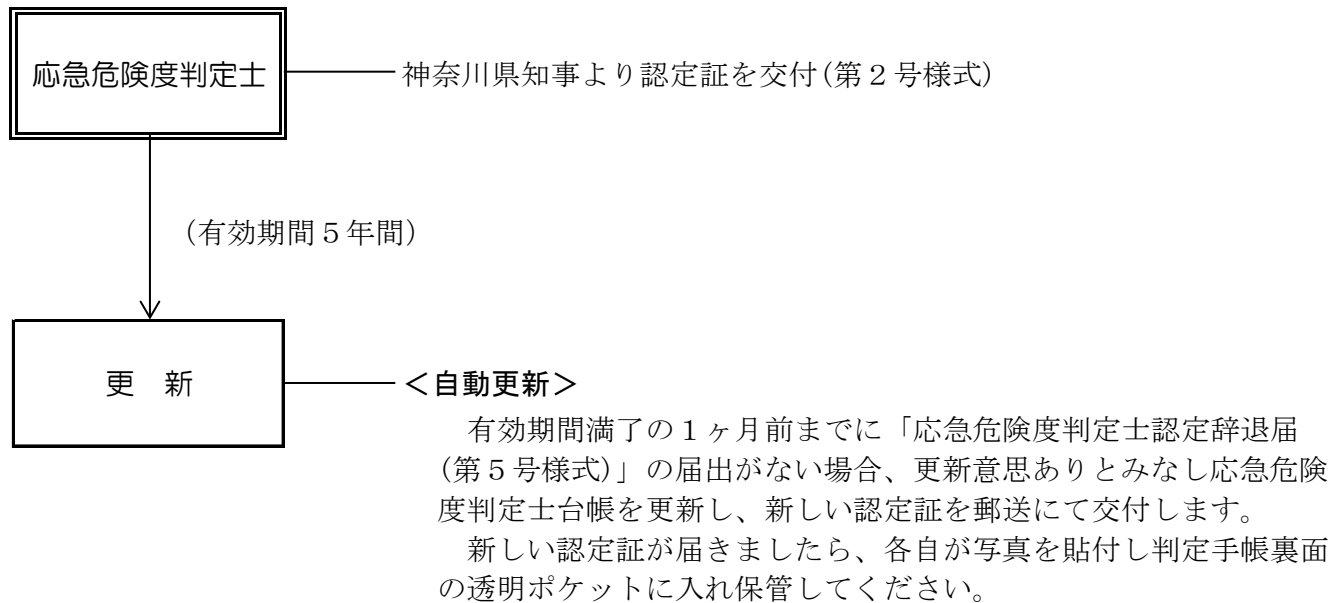 応急危険度判定士
神奈川県知事より認定証を交付(第２号様式)
(有効期間５年間)
更　新
＜自動更新＞
有効期間満了の１ヶ月前までに「応急危険度判定士認定辞退届
(第５号様式)」の届出がない場合、更新意思ありとみなし応急危険
度判定士台帳を更新し、新しい認定証を郵送にて交付します。
新しい認定証が届きましたら、各自が写真を貼付し判定手帳裏面
の透明ポケットに入れ保管してください。